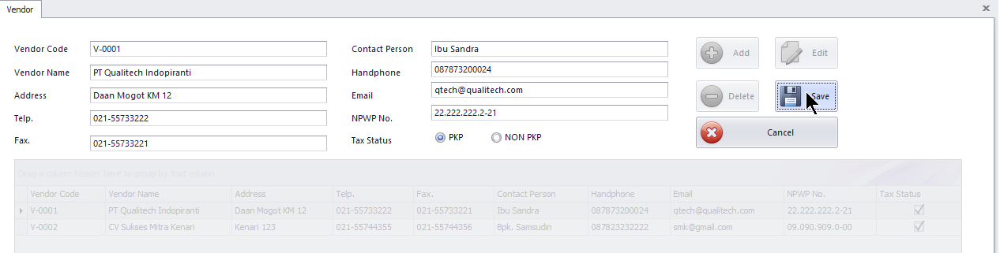 Vendor
Vendor Code V-0001 Contact Person Ibu Sandra Add Edit
Vendor Name PT Qualitech Indopiranti Handphone 087873200024
Address Daan Mogot KM 12 Email qtech@qualitech.com Delete Save
Telp. 021-55733222 NPWP No. 22.222.222.2-21
Fax. 021-55733221 Tax Status PKP NON PKP Cancel
Drag a column header here to group by that column
Vendor Code Vendor Name Address Telp. Fax. Contact Person Handphone Email NPWP No. Tax Status
V-0001 PT Qualitech Indopiranti Daan Mogot KM 12 021-55733222 021-55733221 Ibu Sandra 087873200024 qtech@qualitech.com 22.222.222.2-21
V-0002 CV Sukses Mitra Kenari Kenari 123 021-55744355 021-55744356 Bpk. Samsudin 087823232222 smk@gmail.com 09.090.909.0-00